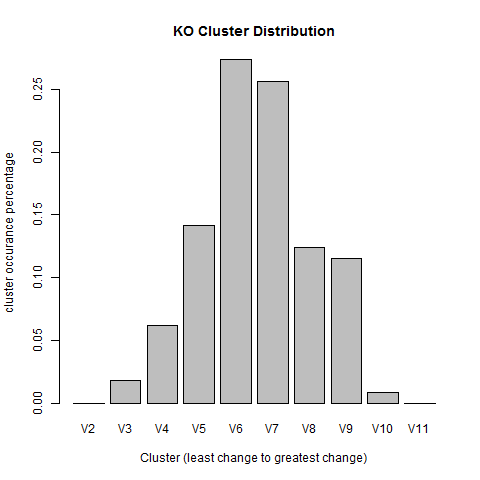 KO Cluster Distribution
cluster occurance percentage
0.25
0.20
0.15
0.10
0.05
0.00
V2 V3 V4 V5 V6 V7 V8 V9 V10 V11
Cluster (least change to greatest change)